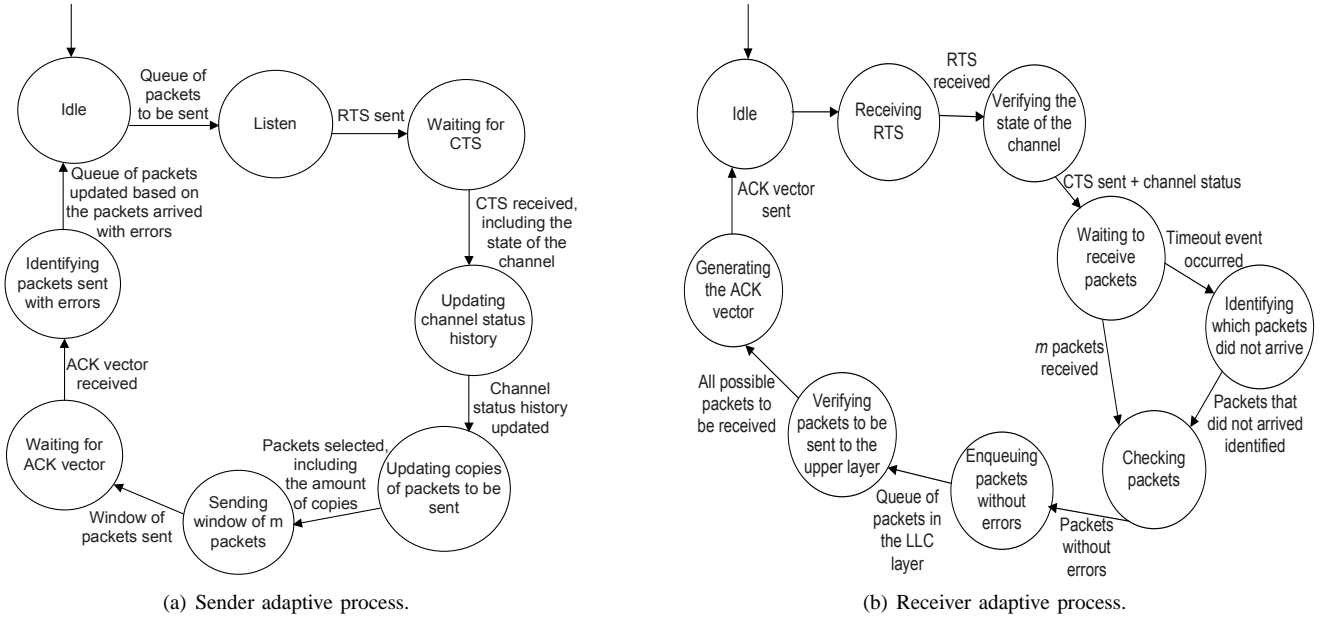 Idle
Queue of
packets
to be sent
Listen
RTS sent
Waiting for
CTS
CTS received,
including the
state of the
channel
Updating
channel status
history
Channel
status history
updated
Updating copies
of packets to be
sent
Packets selected,
including
the amount
of copies
Sending
window of m
packets
Window of
packets sent
Waiting for
ACK vector
ACK vector
received
Identifying
packets sent
with errors
Queue of packets
updated based on
the packets arrived
with errors
(a) Sender adaptive process.
Idle
Receiving
RTS
RTS
received
Verifying the
state of the
channel
CTS sent + channel status
Waiting to
receive
packets
Timeout event
occurred
Identifying
which packets
did not arrive
m packets
received
Packets that
did not arrived
identified
Checking
packets
Packets
without
errors
Enqueuing
packets
without
errors
Queue of
packets in
the LLC
layer
Verifying
packets to be
sent to the
upper layer
All possible
packets to
be received
Generating
the ACK
vector
ACK vector
sent
(b) Receiver adaptive process.